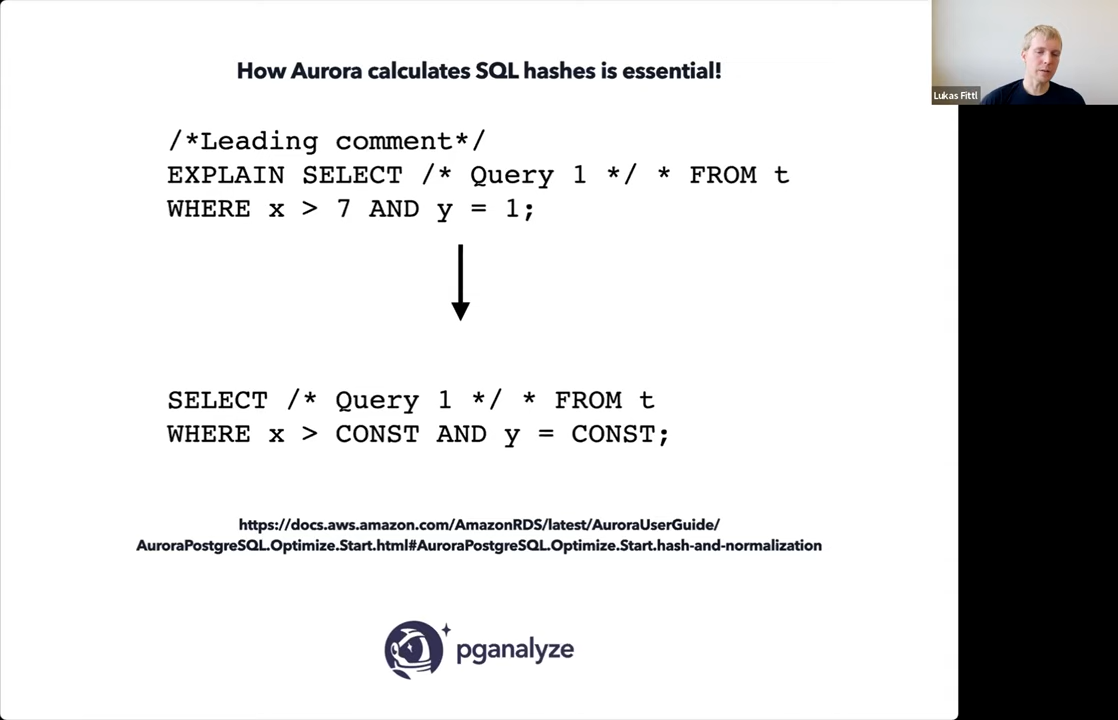 How Aurora calculates SQL hashes is essential!
Lukas Fittl
/*Leading comment*/
EXPLAIN SELECT /* Query 1 */ * FROM t
WHERE x > 7 AND y = 1;
SELECT /* Query 1 */ * FROM t
WHERE x > CONST AND y = CONST;
https://docs.aws.amazon.com/AmazonRDS/latest/AuroraUserGuide/
AuroraPostgreSQL.Optimize.Start.html#AuroraPostgreSQL.Optimize.Start.hash-and-normalization
pganalyze